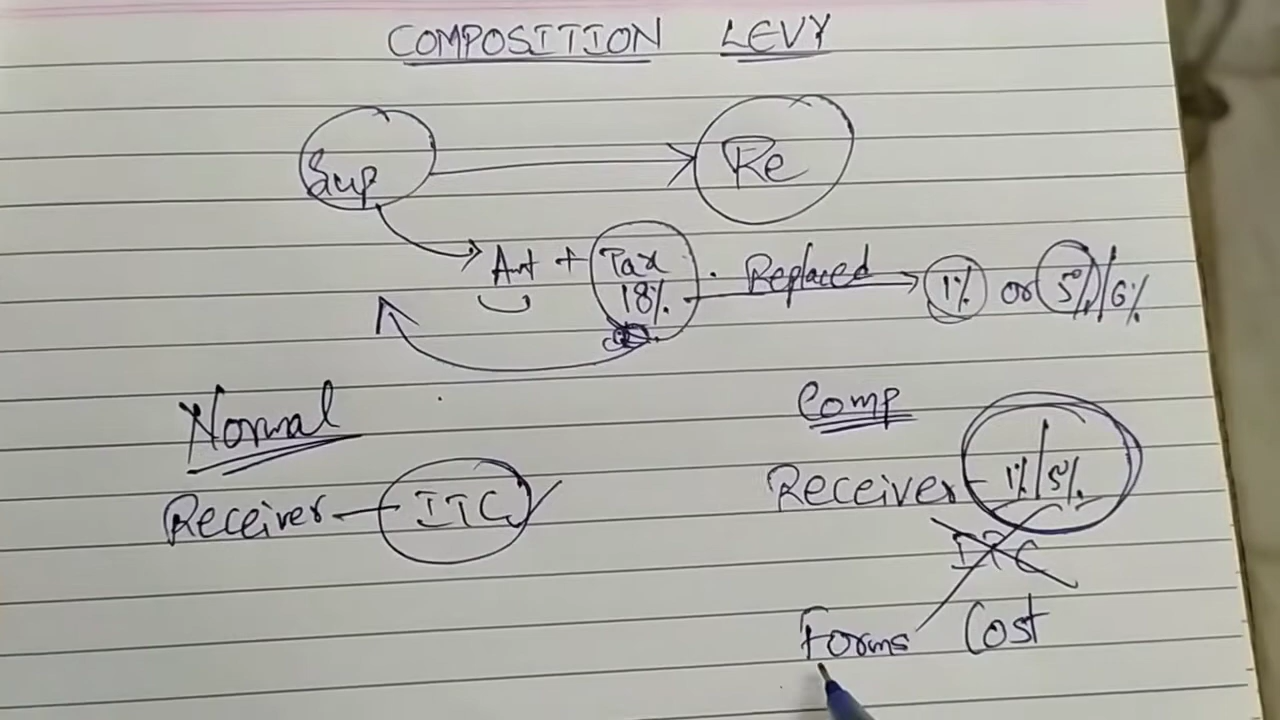 COMPOSITION LEVY
Sup Re
Amt + Tax 18% . Replaced 1% or 5%/6%
Normal Comp
Receiver - ITC Receiver - 1%/5%
ITC
Forms Cost